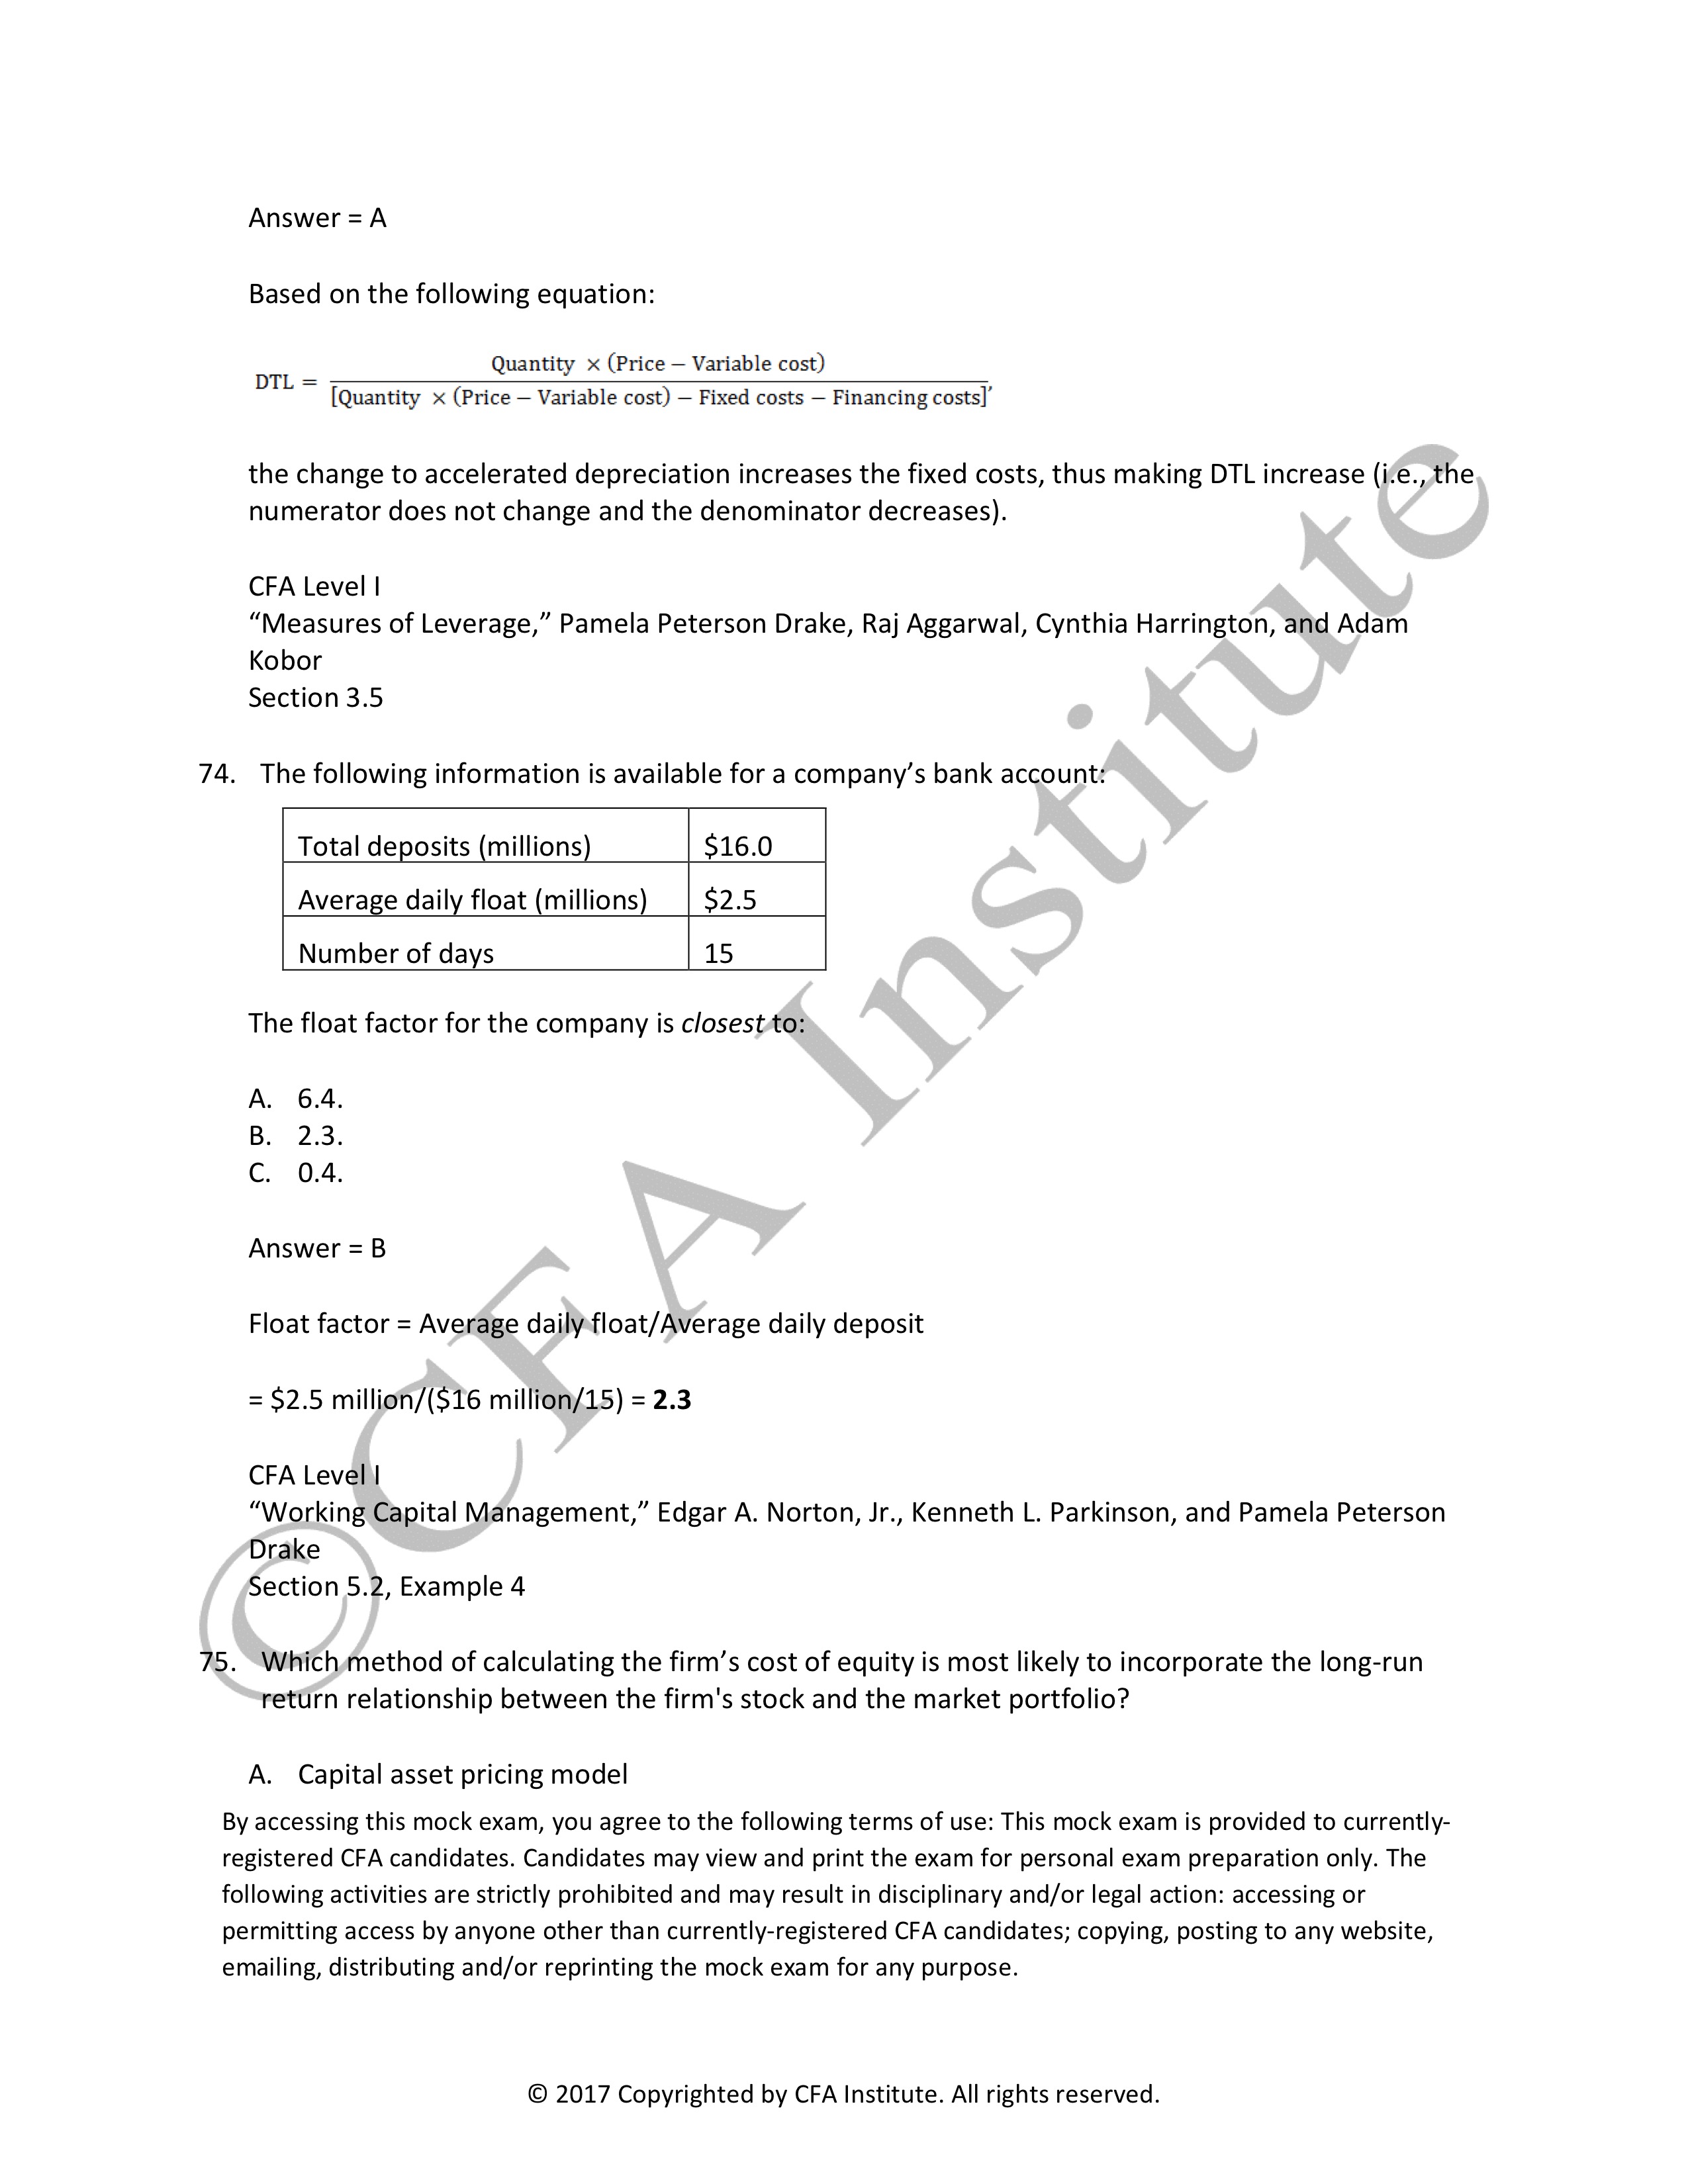 Answer = A
Based on the following equation:
DTL = Quantity × (Price – Variable cost)
[Quantity × (Price – Variable cost) – Fixed costs – Financing costs]'
the change to accelerated depreciation increases the fixed costs, thus making DTL increase (i.e., the
numerator does not change and the denominator decreases).
CFA Level I
“Measures of Leverage,” Pamela Peterson Drake, Raj Aggarwal, Cynthia Harrington, and Adam
Kobor
Section 3.5
74. The following information is available for a company’s bank account:
Total deposits (millions) $16.0
Average daily float (millions) $2.5
Number of days 15
The float factor for the company is closest to:
A. 6.4.
B. 2.3.
C. 0.4.
Answer = B
Float factor = Average daily float/Average daily deposit
= $2.5 million/($16 million/15) = 2.3
CFA Level I
“Working Capital Management,” Edgar A. Norton, Jr., Kenneth L. Parkinson, and Pamela Peterson
Drake
Section 5.2, Example 4
75. Which method of calculating the firm’s cost of equity is most likely to incorporate the long-run
return relationship between the firm's stock and the market portfolio?
A. Capital asset pricing model
By accessing this mock exam, you agree to the following terms of use: This mock exam is provided to currently-
registered CFA candidates. Candidates may view and print the exam for personal exam preparation only. The
following activities are strictly prohibited and may result in disciplinary and/or legal action: accessing or
permitting access by anyone other than currently-registered CFA candidates; copying, posting to any website,
emailing, distributing and/or reprinting the mock exam for any purpose.
© 2017 Copyrighted by CFA Institute. All rights reserved.
© CFA Institute